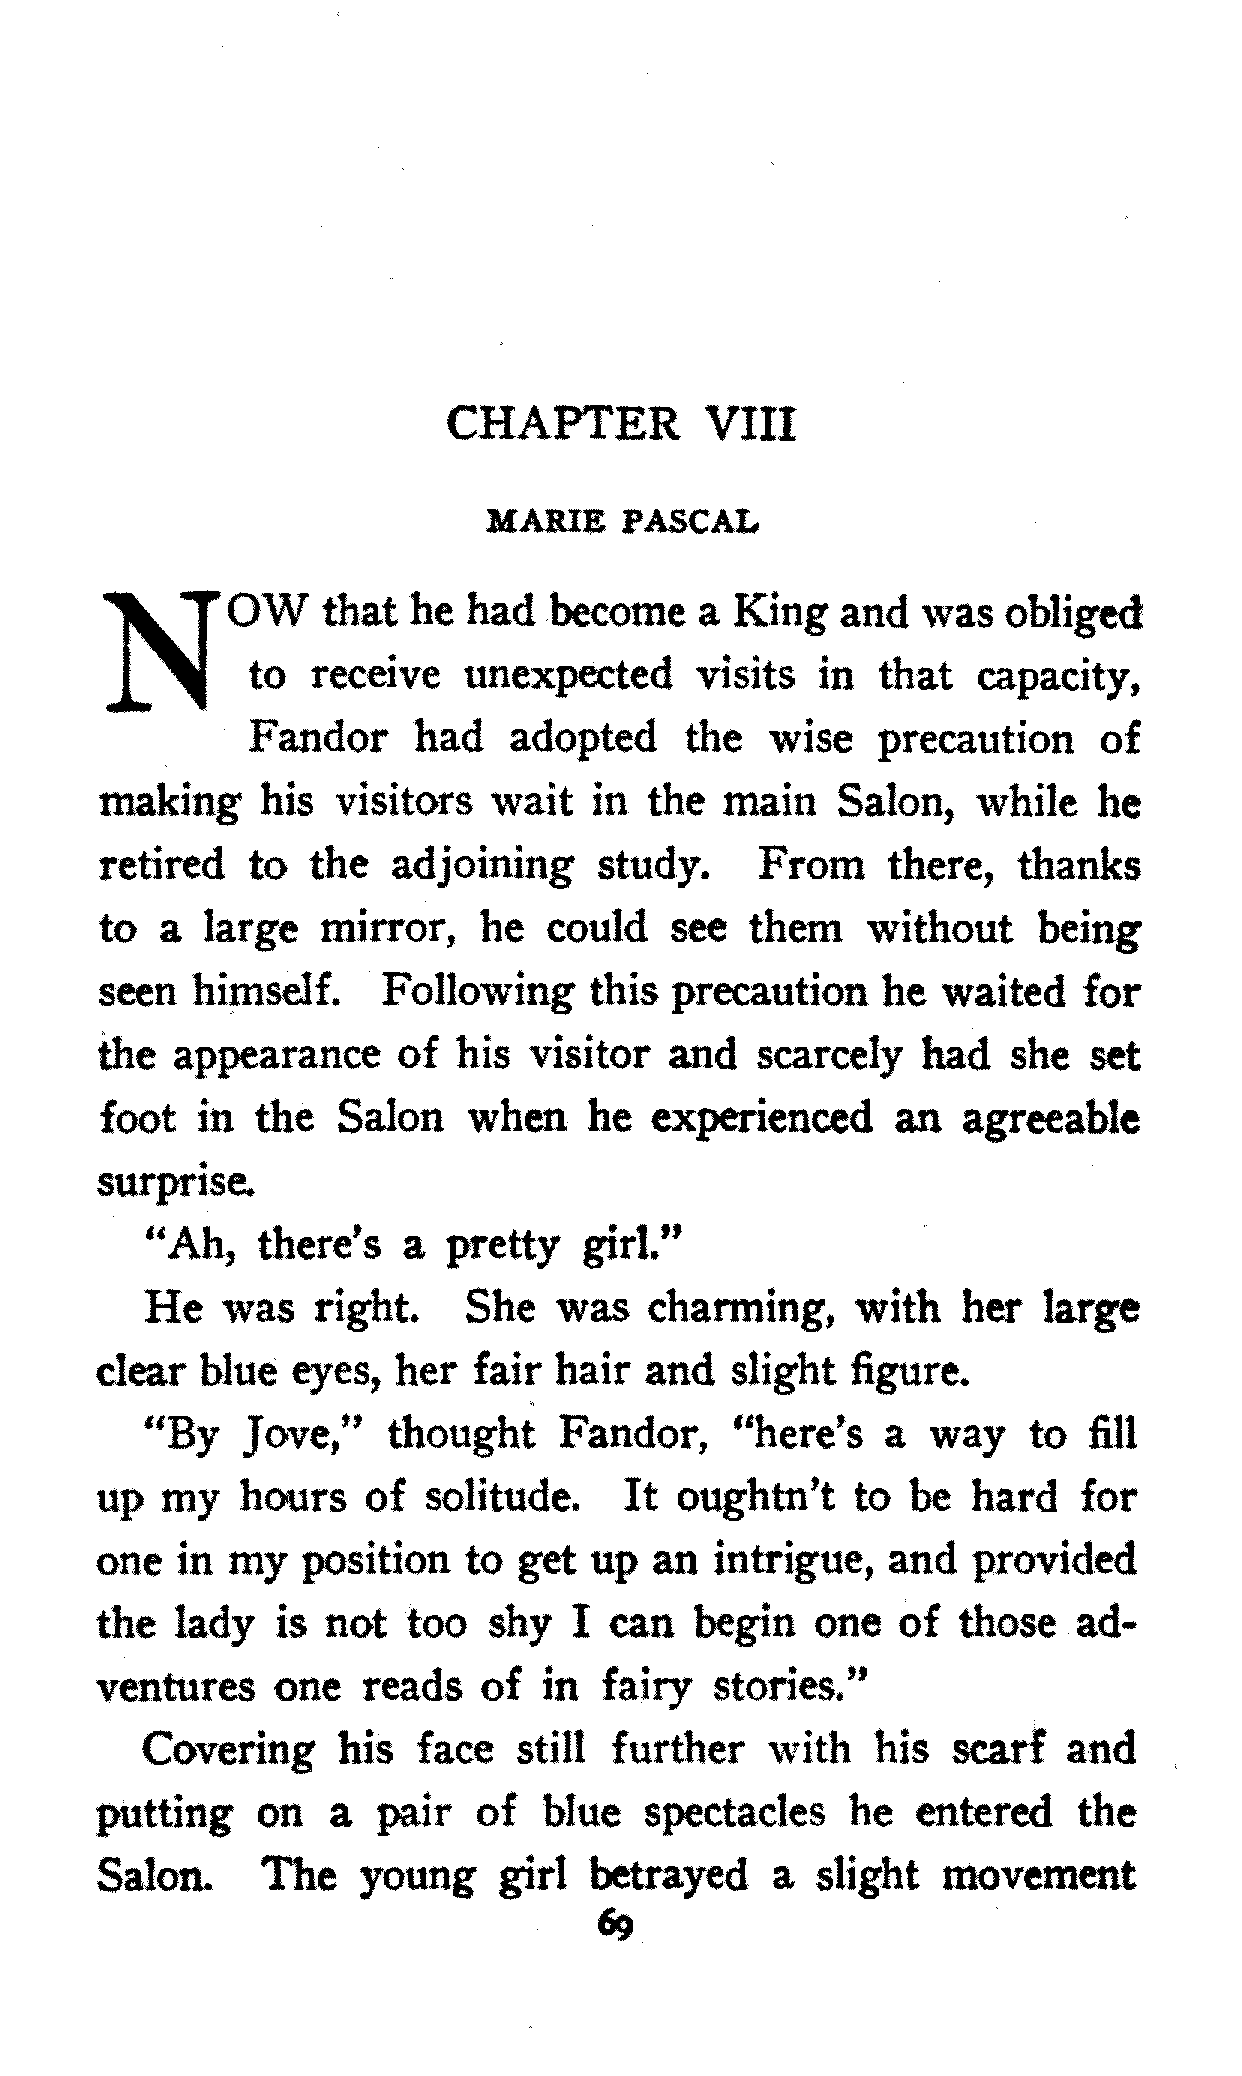 CHAPTER VIII
MARIE PASCAL
NOW that he had become a King and was obliged
to receive unexpected visits in that capacity,
Fandor had adopted the wise precaution of
making his visitors wait in the main Salon, while he
retired to the adjoining study. From there, thanks
to a large mirror, he could see them without being
seen himself. Following this precaution he waited for
the appearance of his visitor and scarcely had she set
foot in the Salon when he experienced an agreeable
surprise.
"Ah, there's a pretty girl."
He was right. She was charming, with her large
clear blue eyes, her fair hair and slight figure.
"By Jove," thought Fandor, "here's a way to fill
up my hours of solitude. It oughtn't to be hard for
one in my position to get up an intrigue, and provided
the lady is not too shy I can begin one of those ad-
ventures one reads of in fairy stories."
Covering his face still further with his scarf and
putting on a pair of blue spectacles he entered the
Salon. The young girl betrayed a slight movement
69